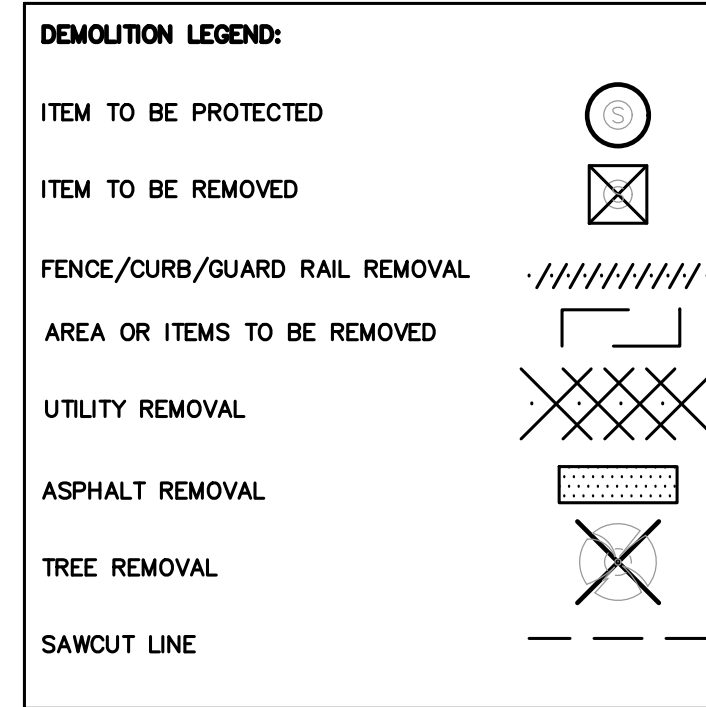 DEMOLITION LEGEND:
ITEM TO BE PROTECTED
S
ITEM TO BE REMOVED
FENCE/CURB/GUARD RAIL REMOVAL
AREA OR ITEMS TO BE REMOVED
UTILITY REMOVAL
ASPHALT REMOVAL
TREE REMOVAL
SAWCUT LINE